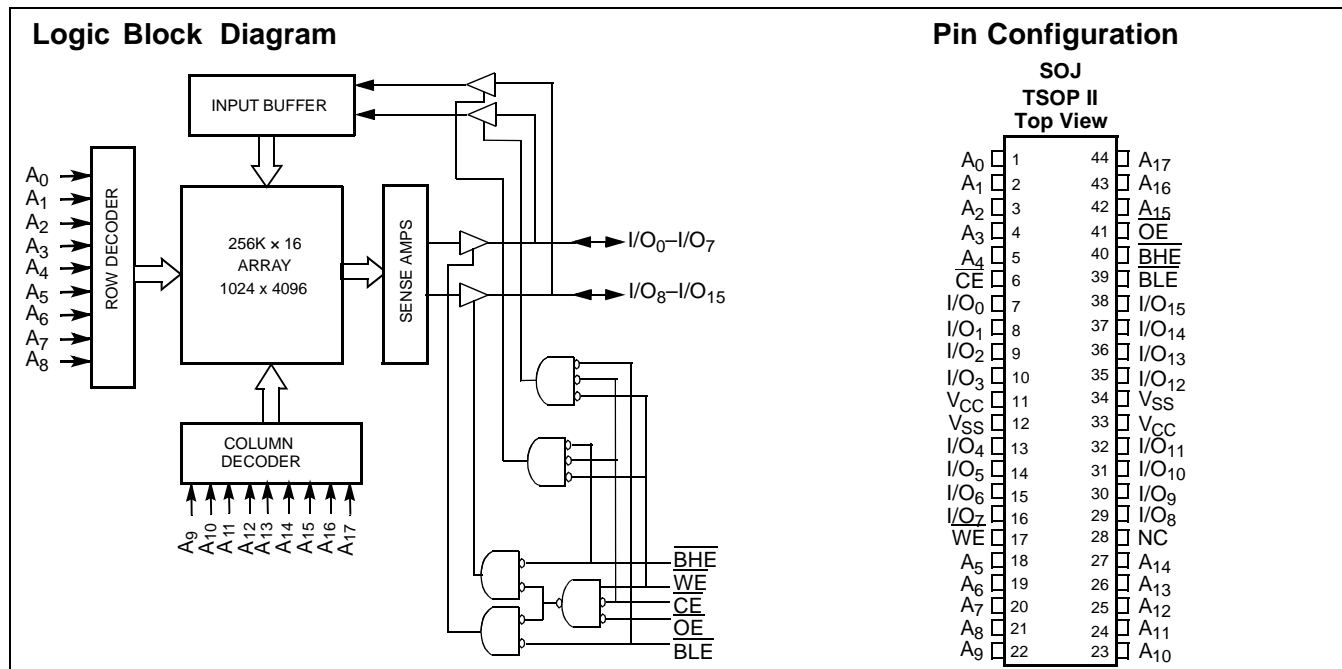 Logic Block Diagram
INPUT BUFFER
ROW DECODER
A0
A1
A2
A3
A4
A5
A6
A7
A8
256K × 16
ARRAY
1024 x 4096
SENSE AMPS
I/O0–I/O7
I/O8–I/O15
COLUMN
DECODER
A9
A10
A11
A12
A13
A14
A15
A16
A17
BHE
WE
CE
OE
BLE
Pin Configuration
SOJ
TSOP II
Top View
A0 1 44 A17
A1 2 43 A16
A2 3 42 A15
A3 4 41 OE
A4 5 40 BHE
CE 6 39 BLE
I/O0 7 38 I/O15
I/O1 8 37 I/O14
I/O2 9 36 I/O13
I/O3 10 35 I/O12
VCC 11 34 VSS
VSS 12 33 VCC
I/O4 13 32 I/O11
I/O5 14 31 I/O10
I/O6 15 30 I/O9
I/O7 16 29 I/O8
WE 17 28 NC
A5 18 27 A14
A6 19 26 A13
A7 20 25 A12
A8 21 24 A11
A9 22 23 A10